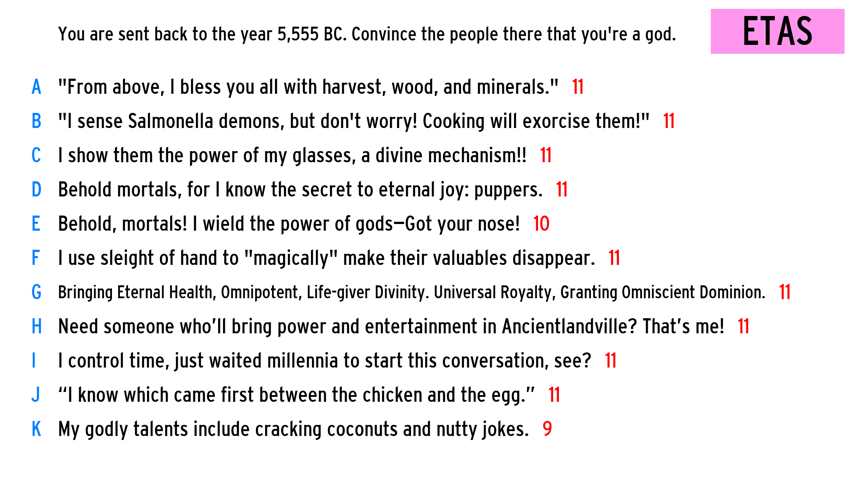 You are sent back to the year 5,555 BC. Convince the people there that you're a god.
ETAS
A "From above, I bless you all with harvest, wood, and minerals." 11
B "I sense Salmonella demons, but don't worry! Cooking will exorcise them!" 11
C I show them the power of my glasses, a divine mechanism!! 11
D Behold mortals, for I know the secret to eternal joy: puppers. 11
E Behold, mortals! I wield the power of gods—Got your nose! 10
F I use sleight of hand to "magically" make their valuables disappear. 11
G Bringing Eternal Health, Omnipotent, Life-giver Divinity. Universal Royalty, Granting Omniscient Dominion. 11
H Need someone who’ll bring power and entertainment in Ancientlandville? That’s me! 11
I I control time, just waited millennia to start this conversation, see? 11
J “I know which came first between the chicken and the egg.” 11
K My godly talents include cracking coconuts and nutty jokes. 9